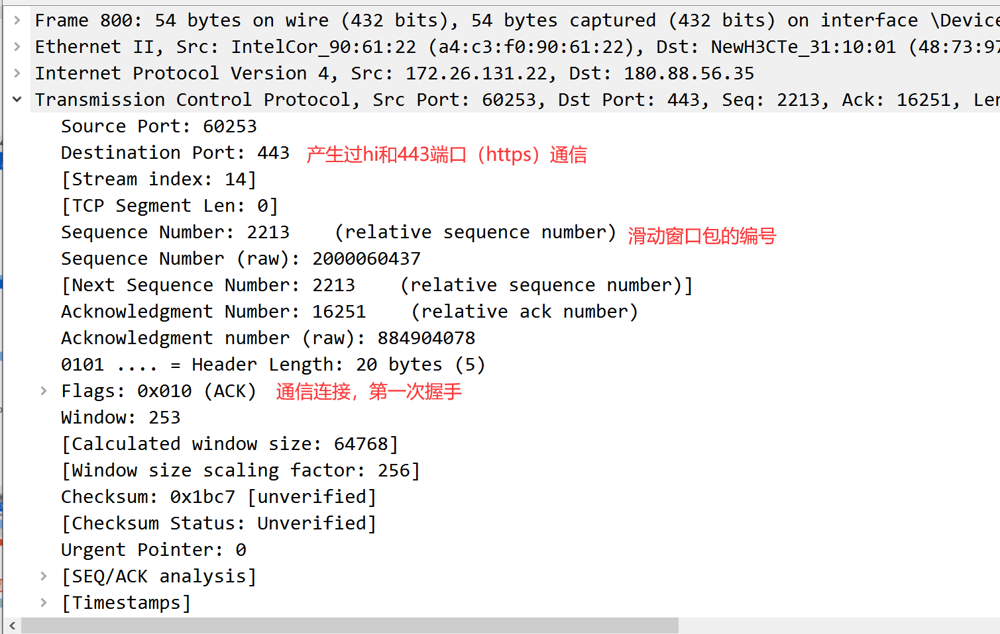 Frame 800: 54 bytes on wire (432 bits), 54 bytes captured (432 bits) on interface \Device
Ethernet II, Src: IntelCor_90:61:22 (a4:c3:f0:90:61:22), Dst: NewH3CTe_31:10:01 (48:73:97
Internet Protocol Version 4, Src: 172.26.131.22, Dst: 180.88.56.35
Transmission Control Protocol, Src Port: 60253, Dst Port: 443, Seq: 2213, Ack: 16251, Len
Source Port: 60253
Destination Port: 443 产生过hi和443端口（https）通信
[Stream index: 14]
[TCP Segment Len: 0]
Sequence Number: 2213 (relative sequence number) 滑动窗口包的编号
Sequence Number (raw): 2000060437
[Next Sequence Number: 2213 (relative sequence number)]
Acknowledgment Number: 16251 (relative ack number)
Acknowledgment number (raw): 884904078
0101 .... = Header Length: 20 bytes (5)
Flags: 0x010 (ACK) 通信连接，第一次握手
Window: 253
[Calculated window size: 64768]
[Window size scaling factor: 256]
Checksum: 0x1bc7 [unverified]
[Checksum Status: Unverified]
Urgent Pointer: 0
[SEQ/ACK analysis]
[Timestamps]